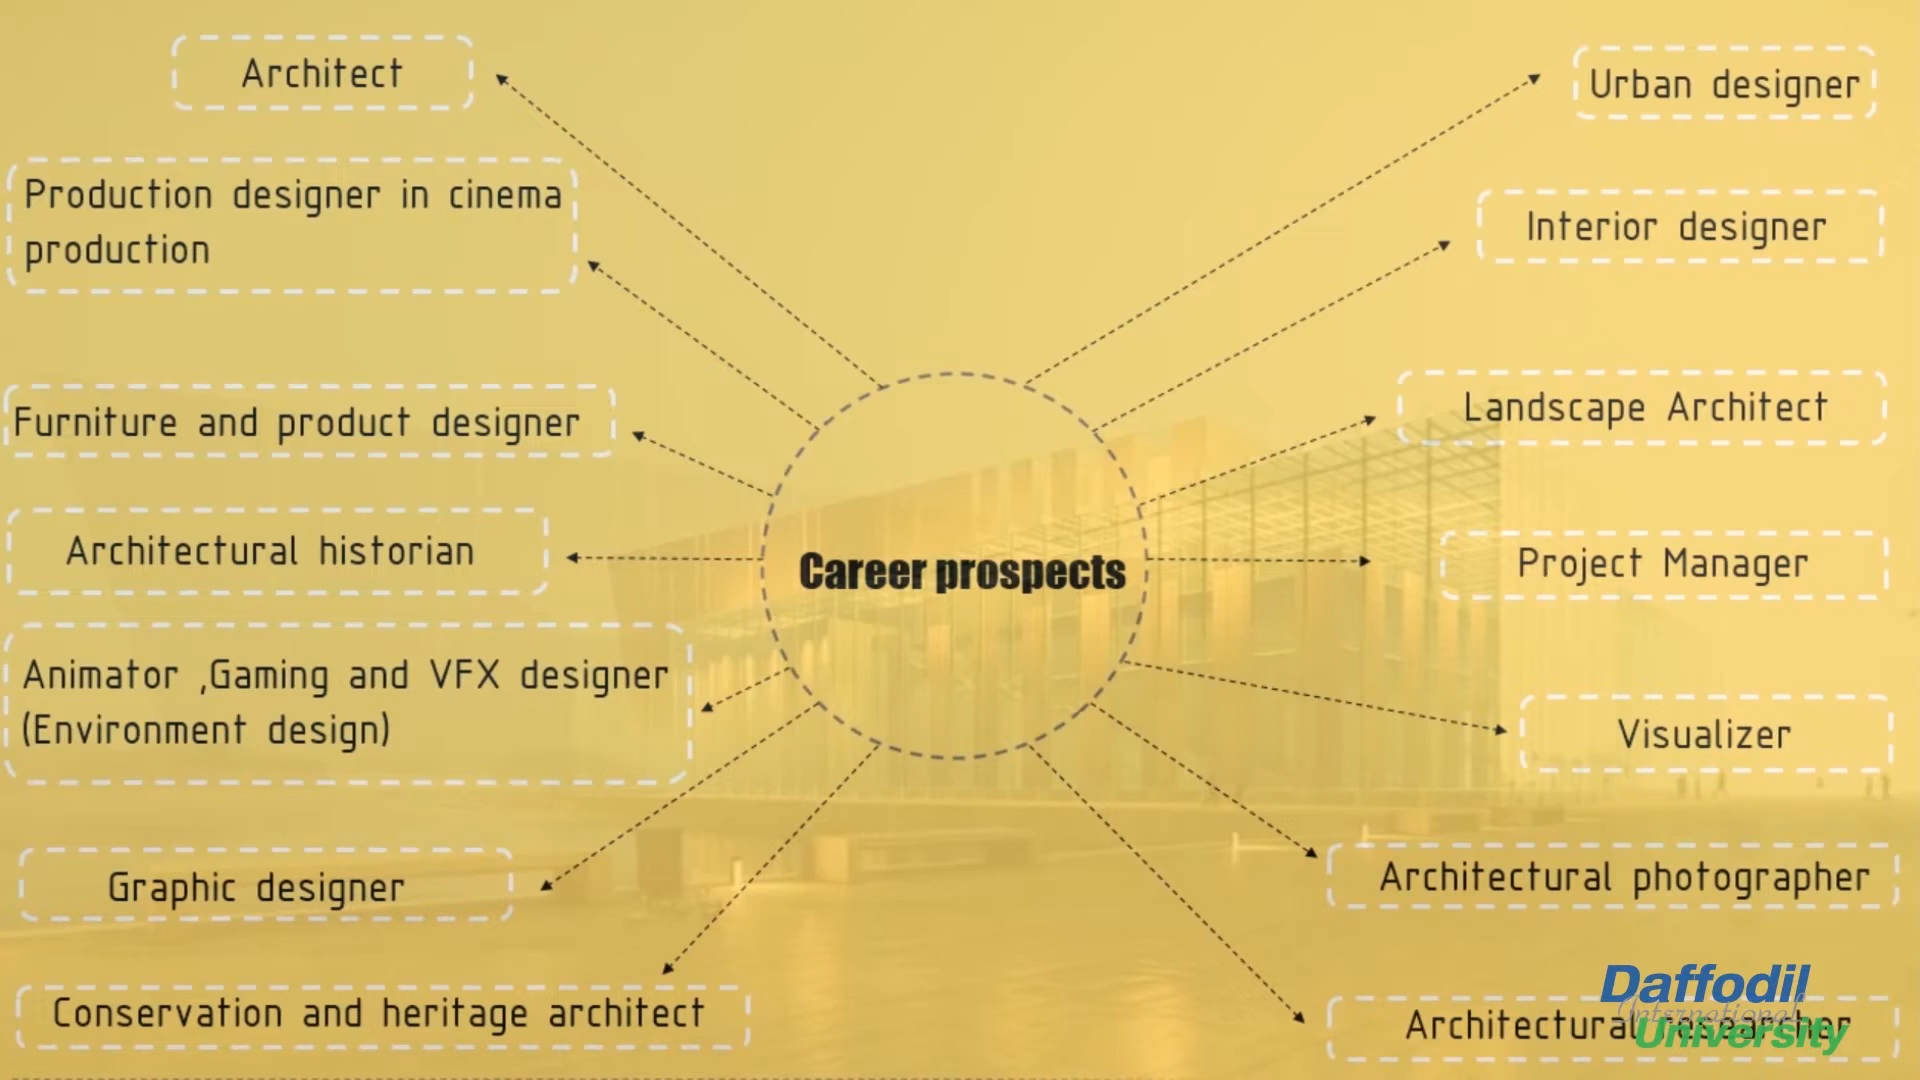 Architect
Production designer in cinema
production
Furniture and product designer
Architectural historian
Animator ,Gaming and VFX designer
(Environment design)
Graphic designer
Conservation and heritage architect
Career prospects
Urban designer
Interior designer
Landscape Architect
Project Manager
Visualizer
Architectural photographer
Architectural
Daffodil
International
University